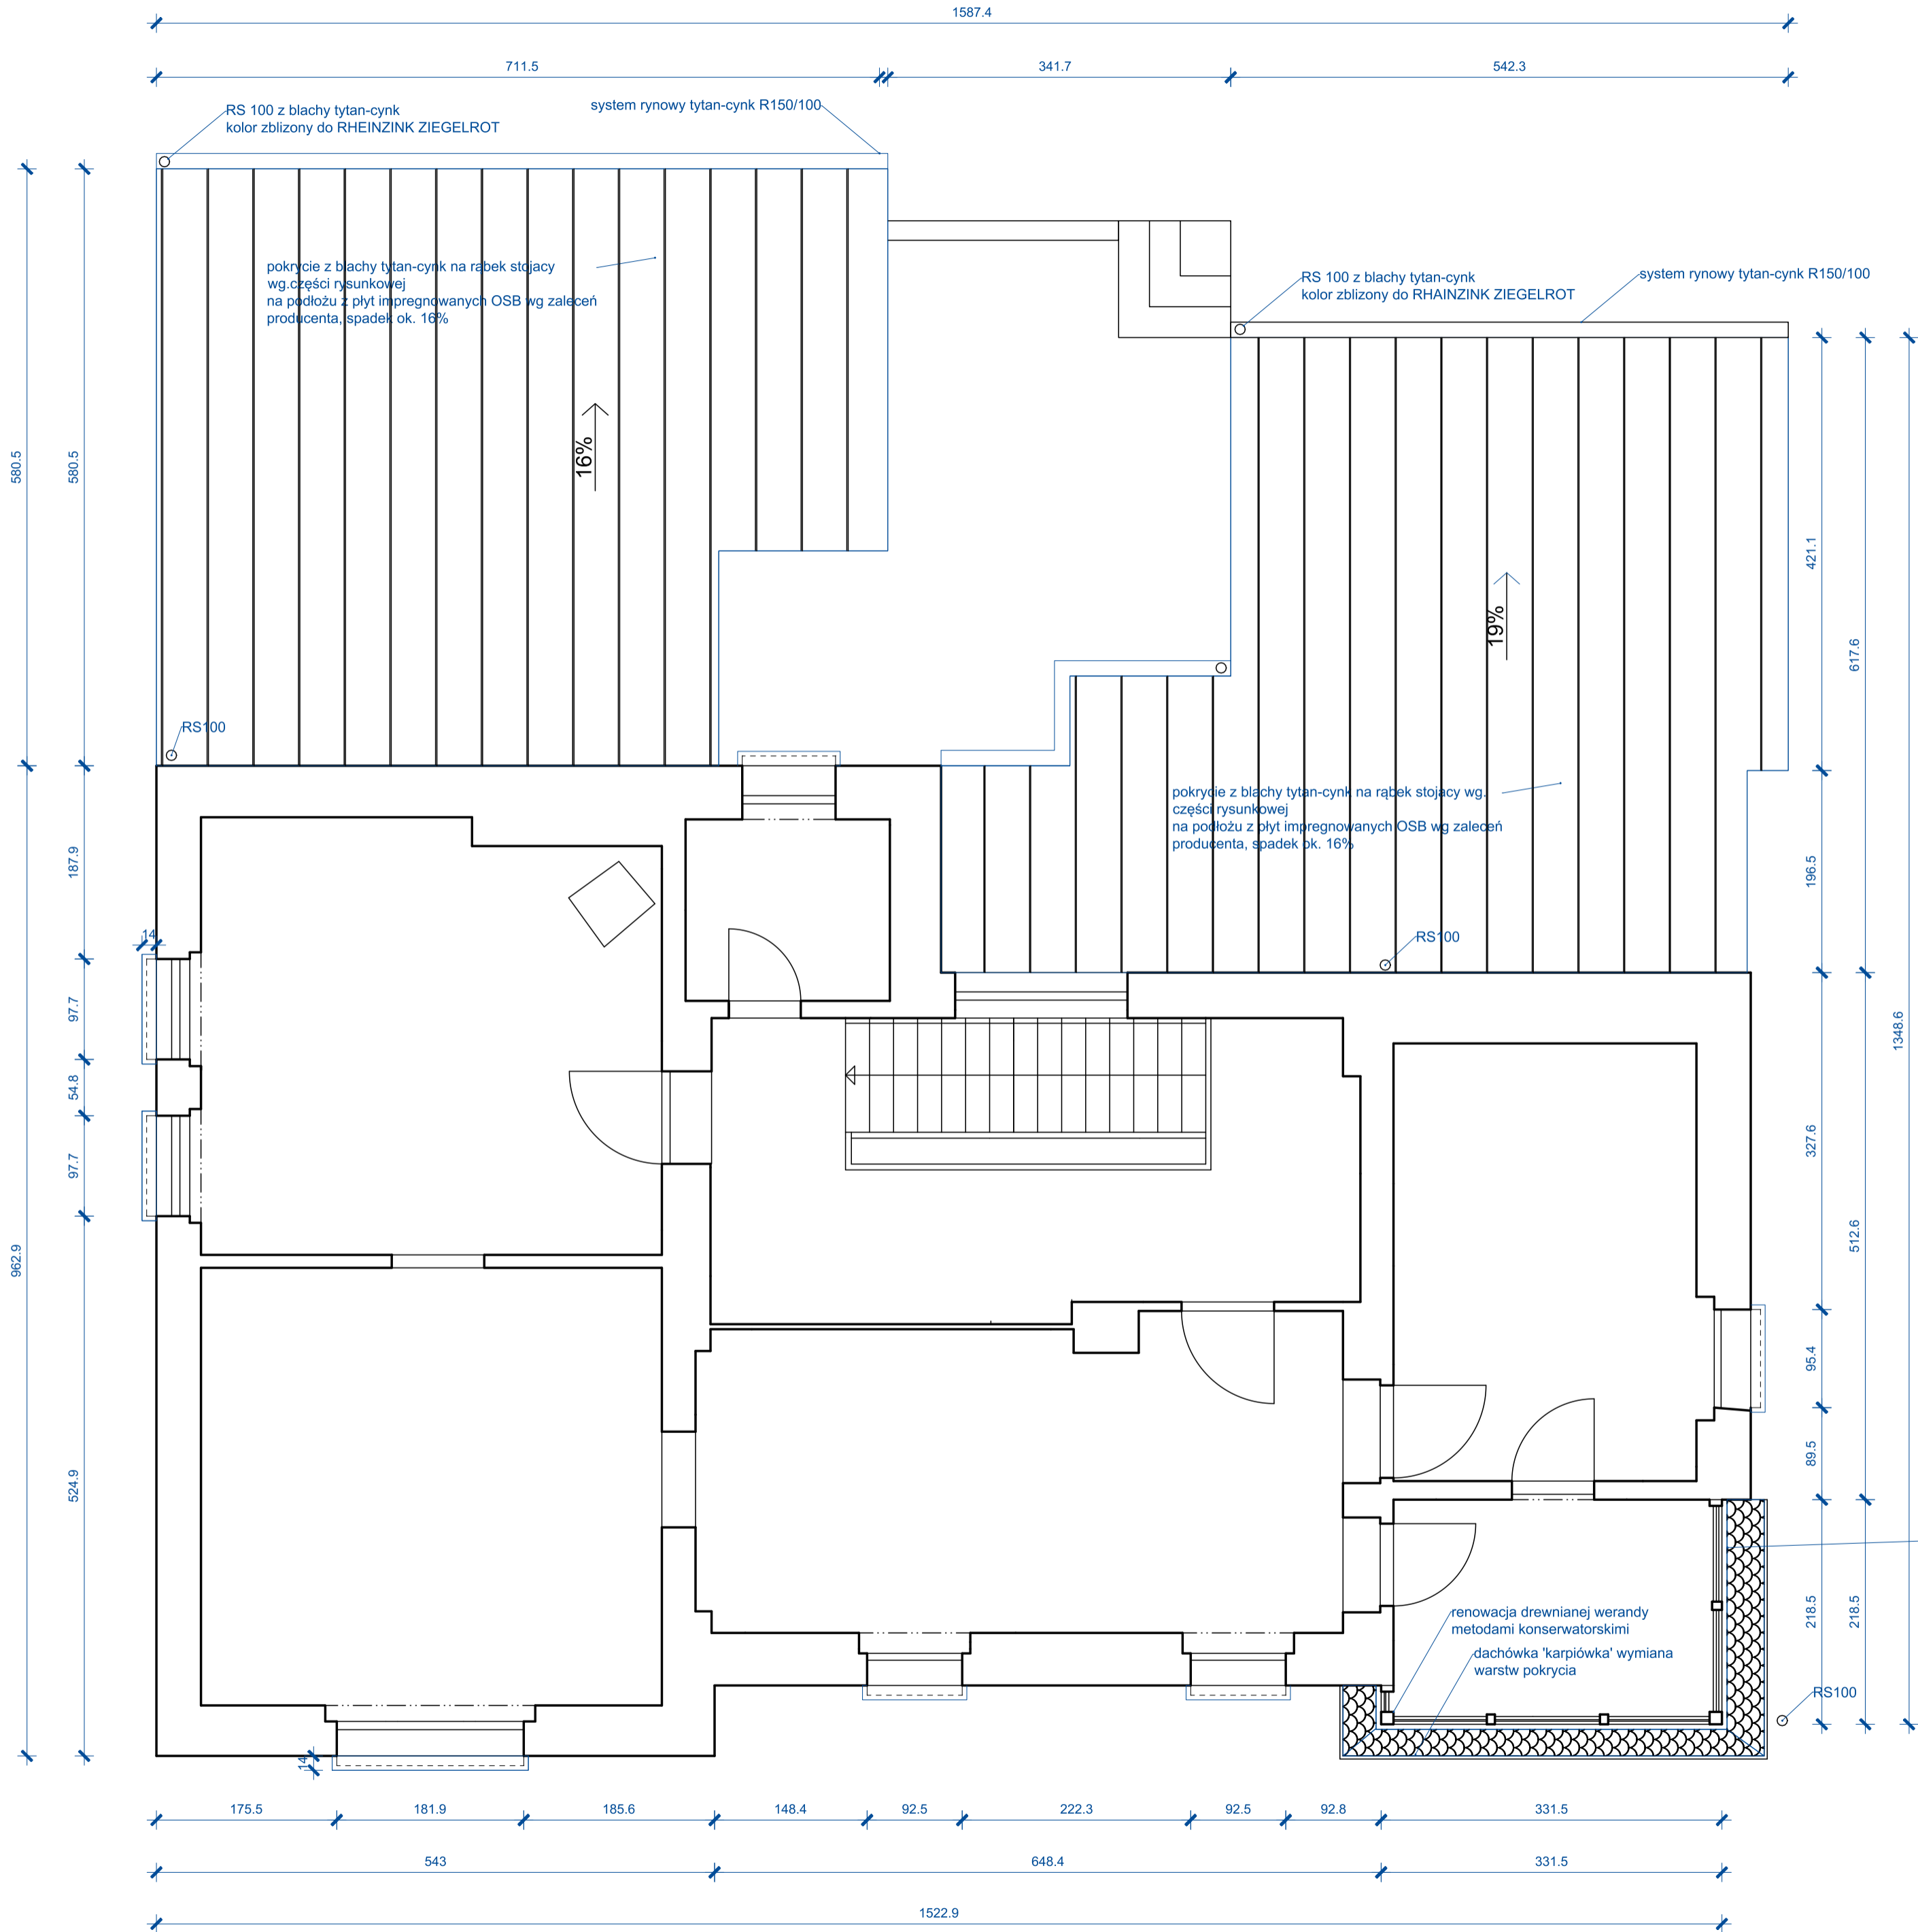 1587.4
711.5
341.7
542.3
RS 100 z blachy tytan-cynk
kolor zblizony do RHEINZINK ZIEGELROT
system rynowy tytan-cynk R150/100
pokrycie z blachy tytan-cynk na rabek stojacy
wg.części rysunkowej
na podłożu z płyt impregnowanych OSB wg zaleceń
producenta, spadek ok. 16%
RS 100 z blachy tytan-cynk
kolor zblizony do RHAINZINK ZIEGELROT
system rynowy tytan-cynk R150/100
16%
19%
580.5
580.5
421.1
617.6
RS100
pokrycie z blachy tytan-cynk na rąbek stojacy wg.
części rysunkowej
na podłożu z płyt impregnowanych OSB wg zaleceń
producenta, spadek ok. 16%
187.9
196.5
14
RS100
97.7
54.8
97.7
1348.6
327.6
512.6
962.9
95.4
89.5
524.9
218.5
218.5
renowacja drewnianej werandy
metodami konserwatorskimi
dachówka 'karpiówka' wymiana
warstw pokrycia
RS100
14
175.5
181.9
185.6
148.4
92.5
222.3
92.5
92.8
331.5
543
648.4
331.5
1522.9